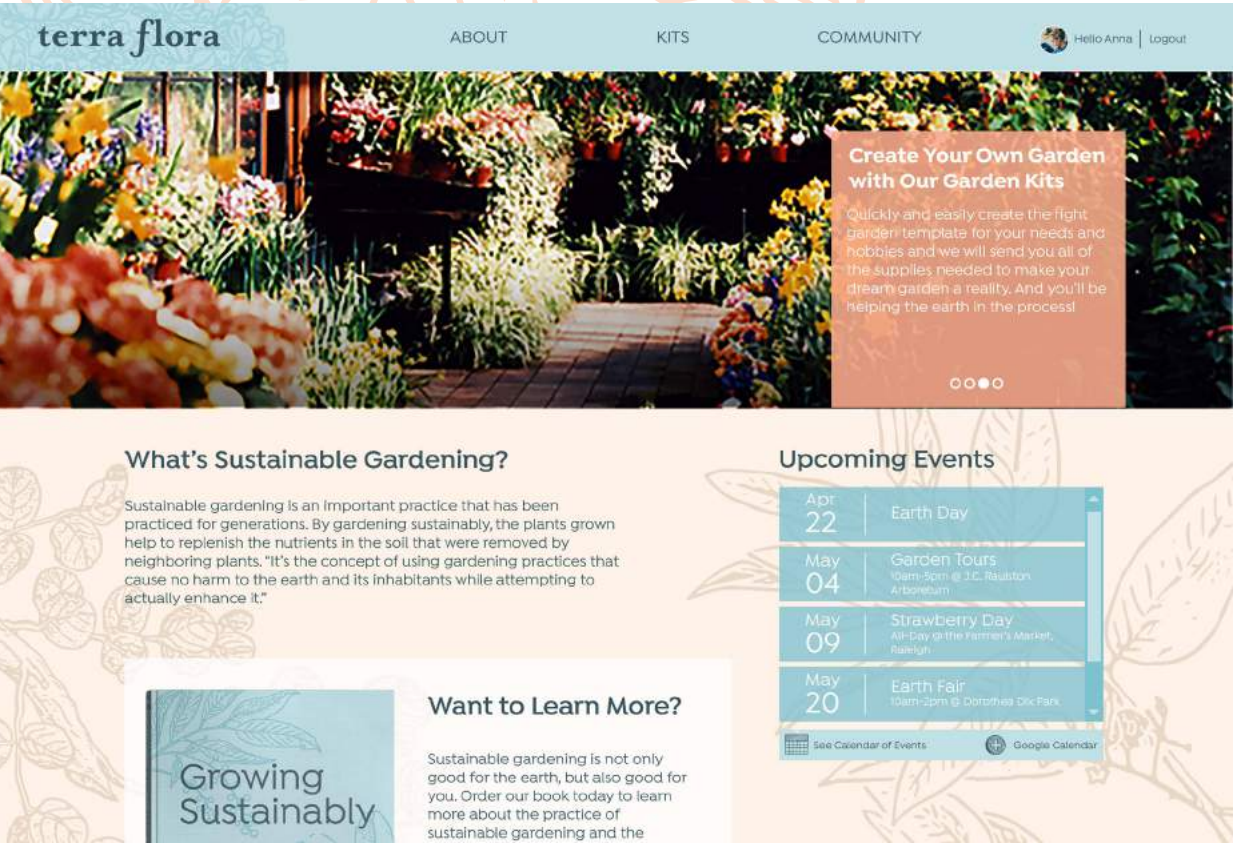 terra flora
ABOUT
KITS
COMMUNITY
Hello Anna | Logout
Create Your Own Garden
with Our Garden Kits
Quickly and easily create the right
garden template for your needs and
hobbies and we will send you all of
the supplies needed to make your
dream garden a reality. And you'll be
helping the earth in the process!
What's Sustainable Gardening?
Sustainable gardening is an important practice that has been
practiced for generations. By gardening sustainably, the plants grown
help to replenish the nutrients in the soil that were removed by
neighboring plants. "It's the concept of using gardening practices that
cause no harm to the earth and its inhabitants while attempting to
actually enhance it."
Want to Learn More?
Growing
Sustainably
Sustainable gardening is not only
good for the earth, but also good for
you. Order our book today to learn
more about the practice of
sustainable gardening and the
Upcoming Events
Apr
22
Earth Day
May
04
Garden Tours
10am-5pm @ J.C. Raulston
Arboretum
May
09
Strawberry Day
All-Day @ the Farmer's Market,
Raleigh
May
20
Earth Fair
10am-2pm @ Dorothea Dix Park
See Calendar of Events
Google Calendar